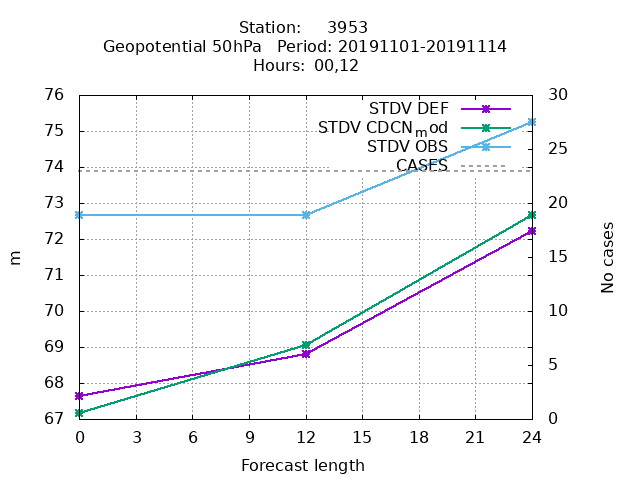 Station: 3953
Geopotential 50hPa Period: 20191101-20191114
Hours: 00,12
STDV DEF
STDV CDCN_mod
STDV OBS
CASES
76
75
74
73
72
71
70
69
68
67
m
30
25
20
15
10
5
0
No cases
0 3 6 9 12 15 18 21 24
Forecast length